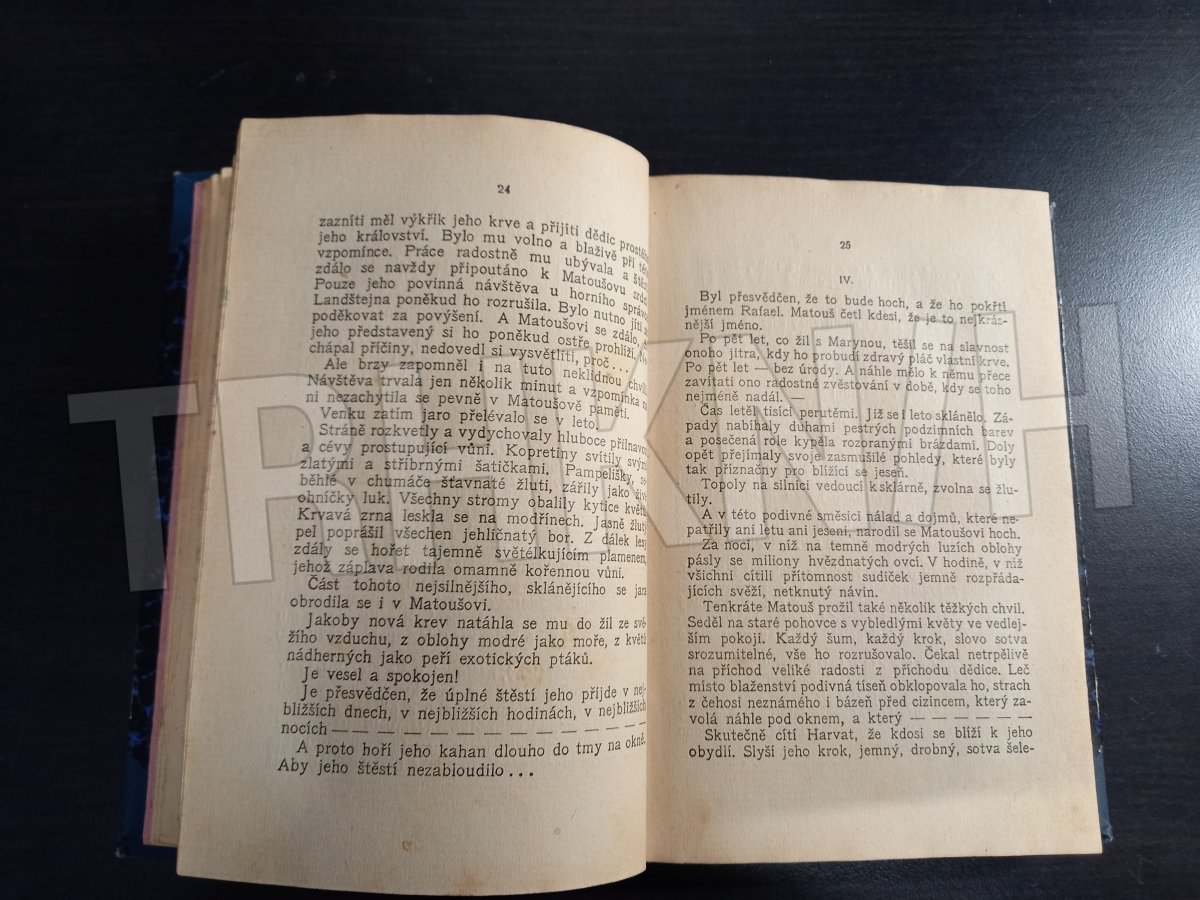 24
zazníti měl výkřik jeho krve a přijíti dědic
jeho království. Bylo mu volno a blaživě při
vzpomínce. Práce radostně mu ubývala a
zdálo se navždy připoutáno k Matoušovu
Pouze jeho povinná návštěva u horního
Landštejna poněkud ho rozrušila. Bylo nutno jíti
poděkovat za povýšení. A Matoušovi se zdálo,
jeho představený si ho poněkud ostře prohlíží.
chápal příčiny, nedovedl si vysvětliti, proč...
Ale brzy zapomněl i na tuto neklidnou
Návštěva trvala jen několik minut a vzpomínka na
ni nezachytila se pevně v Matoušově paměti.
Venku zatím jaro přelévalo se v leto.
Stráně rozkvetly a vydychovaly hluboce
a cévy prostupující vůni. Kopretiny svítily
zlatými a stříbrnými šatičkami. Pampelišky,
běhlé v chumáče šťavnaté žluti, zářily jako
ohníčky luk. Všechny stromy obalily kytice
Krvavá zrna leskla se na modřínech. Jasně žlutý
pel poprášil všechen jehličnatý bor. Z dálek lesy
zdály se hořet tajemně světélkujícím plamenem,
jehož záplava rodila omamně kořennou vůni.
Část tohoto nejsilnějšího, sklánějícího se jara
obrodila se i v Matoušovi.
Jakoby nová krev natáhla se mu do žil ze svě-
žího vzduchu, z oblohy modré jako moře, z květů
nádherných jako peří exotických ptáků.
Je vesel a spokojen!
Je přesvědčen, že úplné štěstí jeho přijde v nej-
bližších dnech, v nejbližších hodinách, v nejbližších
nocích — — — — — — — — — — — — — — —
A proto hoří jeho kahan dlouho do tmy na okně.
Aby jeho štěstí nezabloudilo...
25
IV.
Byl přesvědčen, že to bude hoch, a že ho pokřtí
jménem Rafael. Matouš četl kdesi, že je to nejkrás-
nější jméno.
Po pět let, co žil s Marynou, těšil se na slavnost
onoho jitra, kdy ho probudí zdravý pláč vlastní krve.
Po pět let — bez úrody. A náhle mělo k němu přece
zavítati ono radostné zvěstování v době, kdy se toho
nejméně nadál. —
Čas letěl tisíci perutěmi. Již se i leto sklánělo. Zá-
pady nabíhaly duhami pestrých podzimních barev
a posečená role kypěla rozoranými brázdami. Doly
opět přejímaly svoje zasmušilé pohledy, které byly
tak příznačny pro blížící se jeseň.
Topoly na silnici vedoucí k sklárně, zvolna se žlu-
tily.
A v této podivné směsici nálad a dojmů, které ne-
patřily ani letu ani jeseni, narodil se Matoušovi hoch.
Za noci, v níž na temně modrých luzích oblohy
pásly se miliony hvězdnatých ovcí. V hodině, v níž
všichni cítili přítomnost sudiček jemně rozpřáda-
jících svěží, netknutý návin.
Tenkráte Matouš prožil také několik těžkých chvil.
Seděl na staré pohovce s vybledlými květy ve vedlej-
ším pokoji. Každý šum, každý krok, slovo sotva
srozumitelné, vše ho rozrušovalo. Čekal netrpělivě
na příchod veliké radosti z příchodu dědice. Leč
místo blaženství podivná tíseň obklopovala ho, strach
z čehosi neznámého i bázeň před cizincem, který za-
volá náhle pod oknem, a který — — — — — —
Skutečně cítí Harvat, že kdosi se blíží k jeho
obydlí. Slyší jeho krok, jemný, drobný, sotva šele-
TRHKNIH